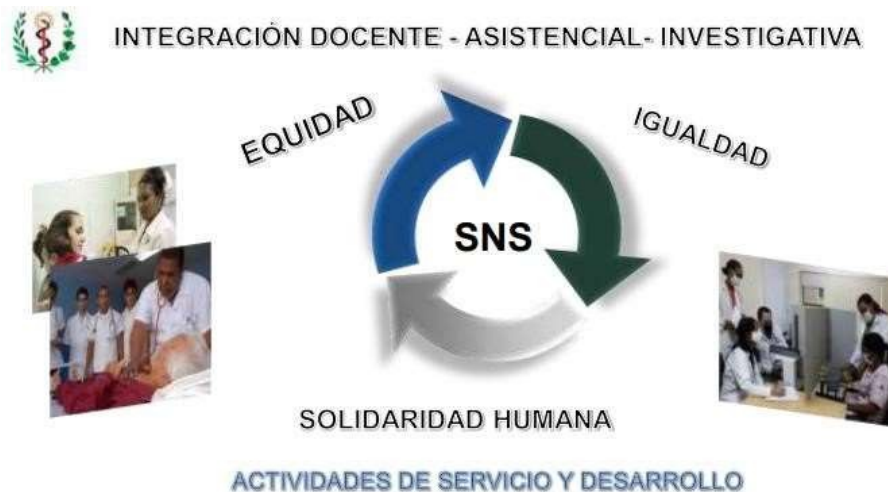 INTEGRACIÓN DOCENTE - ASISTENCIAL- INVESTIGATIVA
EQUIDAD
IGUALDAD
SNS
SOLIDARIDAD HUMANA
ACTIVIDADES DE SERVICIO Y DESARROLLO